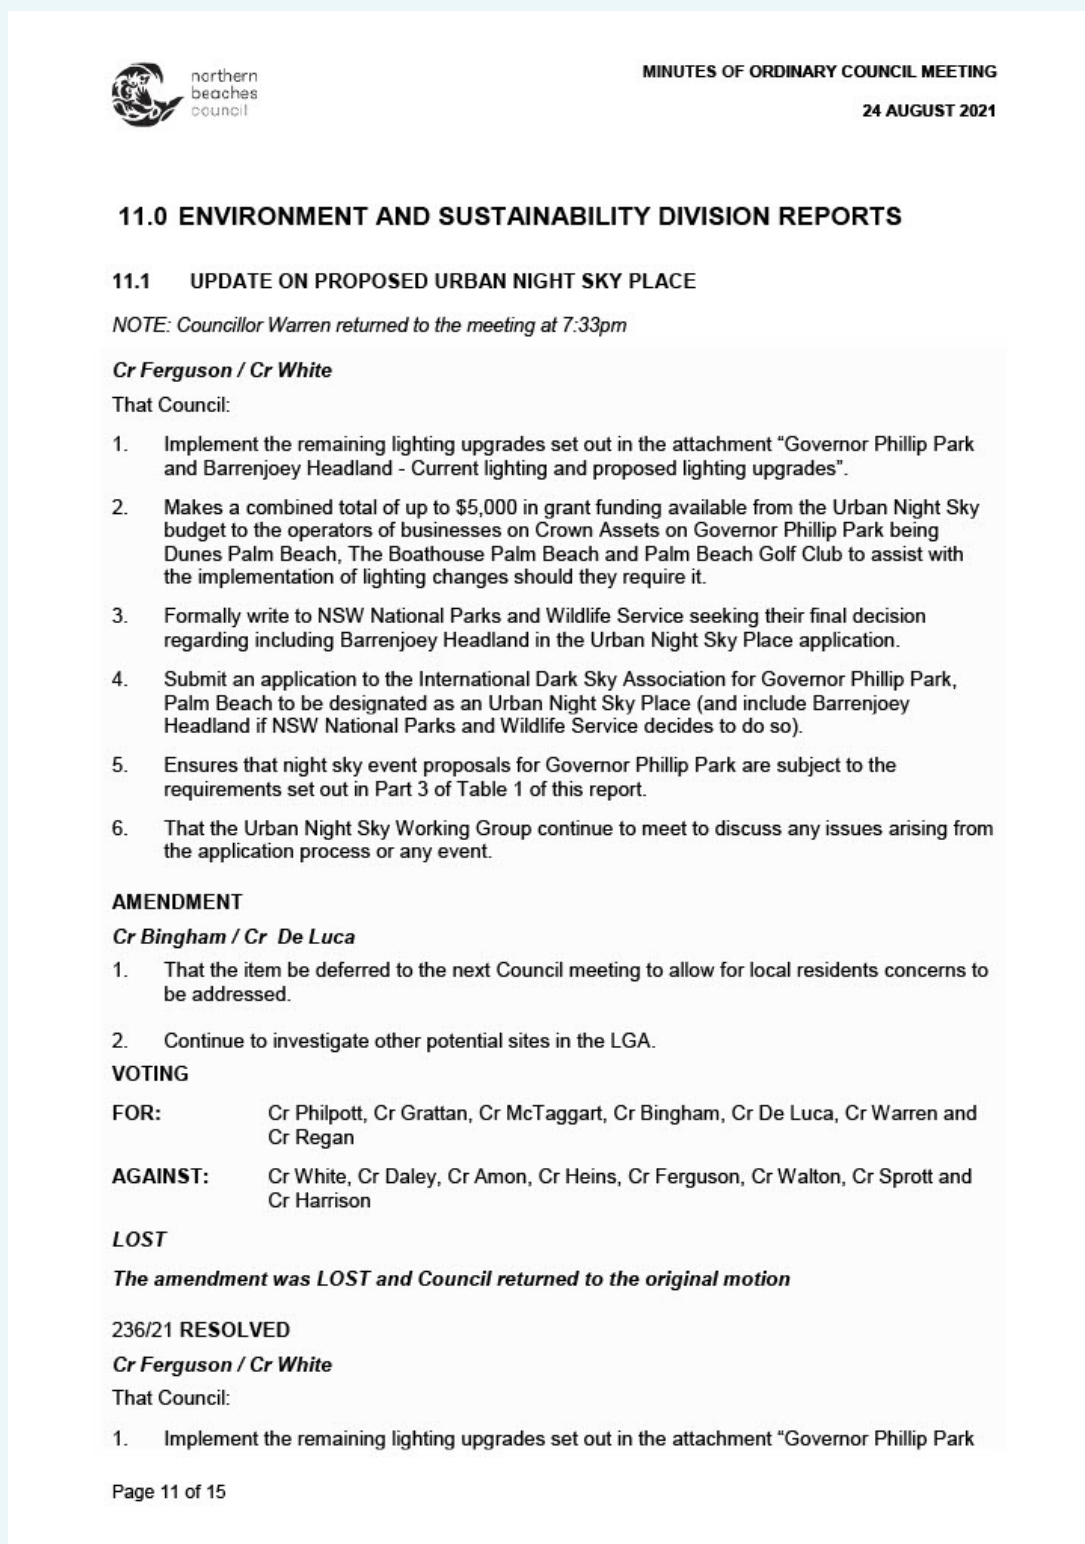 northern
beaches
council
MINUTES OF ORDINARY COUNCIL MEETING
24 AUGUST 2021
11.0 ENVIRONMENT AND SUSTAINABILITY DIVISION REPORTS
11.1 UPDATE ON PROPOSED URBAN NIGHT SKY PLACE
NOTE: Councillor Warren returned to the meeting at 7:33pm
Cr Ferguson / Cr White
That Council:
1. Implement the remaining lighting upgrades set out in the attachment “Governor Phillip Park
and Barrenjoey Headland - Current lighting and proposed lighting upgrades”.
2. Makes a combined total of up to $5,000 in grant funding available from the Urban Night Sky
budget to the operators of businesses on Crown Assets on Governor Phillip Park being
Dunes Palm Beach, The Boathouse Palm Beach and Palm Beach Golf Club to assist with
the implementation of lighting changes should they require it.
3. Formally write to NSW National Parks and Wildlife Service seeking their final decision
regarding including Barrenjoey Headland in the Urban Night Sky Place application.
4. Submit an application to the International Dark Sky Association for Governor Phillip Park,
Palm Beach to be designated as an Urban Night Sky Place (and include Barrenjoey
Headland if NSW National Parks and Wildlife Service decides to do so).
5. Ensures that night sky event proposals for Governor Phillip Park are subject to the
requirements set out in Part 3 of Table 1 of this report.
6. That the Urban Night Sky Working Group continue to meet to discuss any issues arising from
the application process or any event.
AMENDMENT
Cr Bingham / Cr De Luca
1. That the item be deferred to the next Council meeting to allow for local residents concerns to
be addressed.
2. Continue to investigate other potential sites in the LGA.
VOTING
FOR: Cr Philpott, Cr Grattan, Cr McTaggart, Cr Bingham, Cr De Luca, Cr Warren and
Cr Regan
AGAINST: Cr White, Cr Daley, Cr Amon, Cr Heins, Cr Ferguson, Cr Walton, Cr Sprott and
Cr Harrison
LOST
The amendment was LOST and Council returned to the original motion
236/21 RESOLVED
Cr Ferguson / Cr White
That Council:
1. Implement the remaining lighting upgrades set out in the attachment “Governor Phillip Park
Page 11 of 15